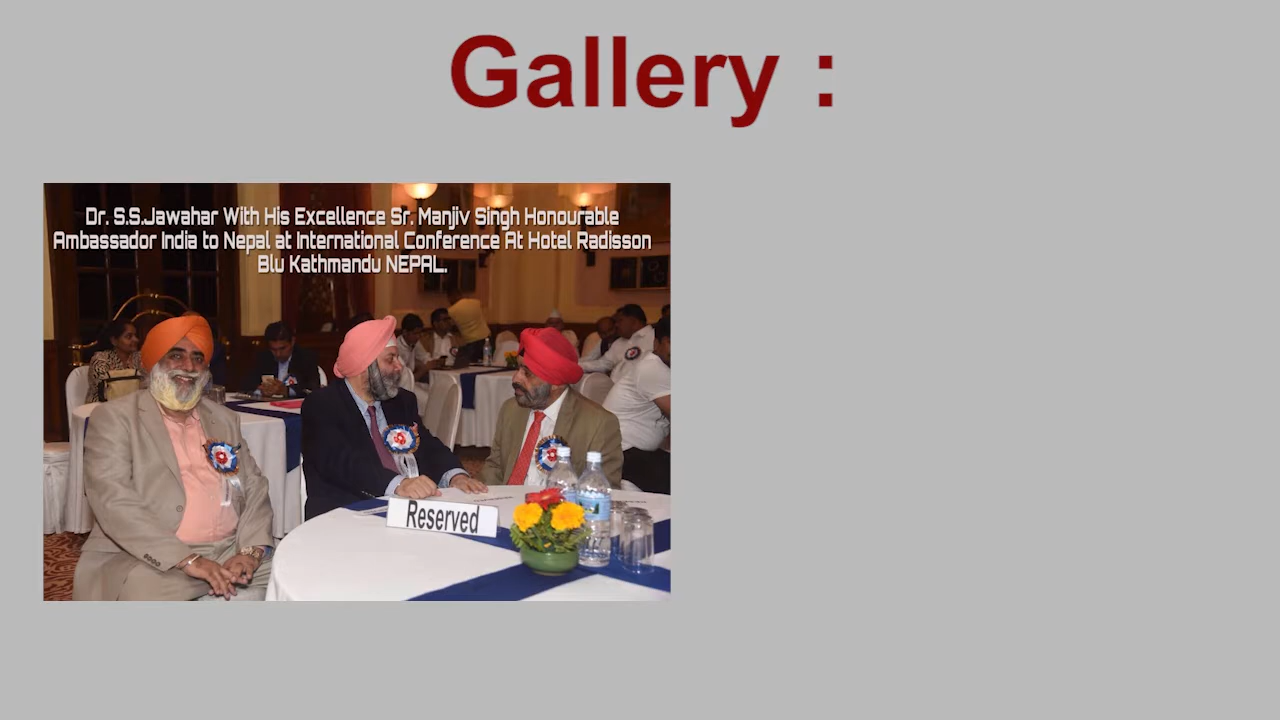 Gallery :
Dr. S.S.Jawahar With His Excellence Sr. Manjiv Singh Honourable
Ambassador India to Nepal at International Conference At Hotel Radisson
Blu Kathmandu NEPAL.
Reserved